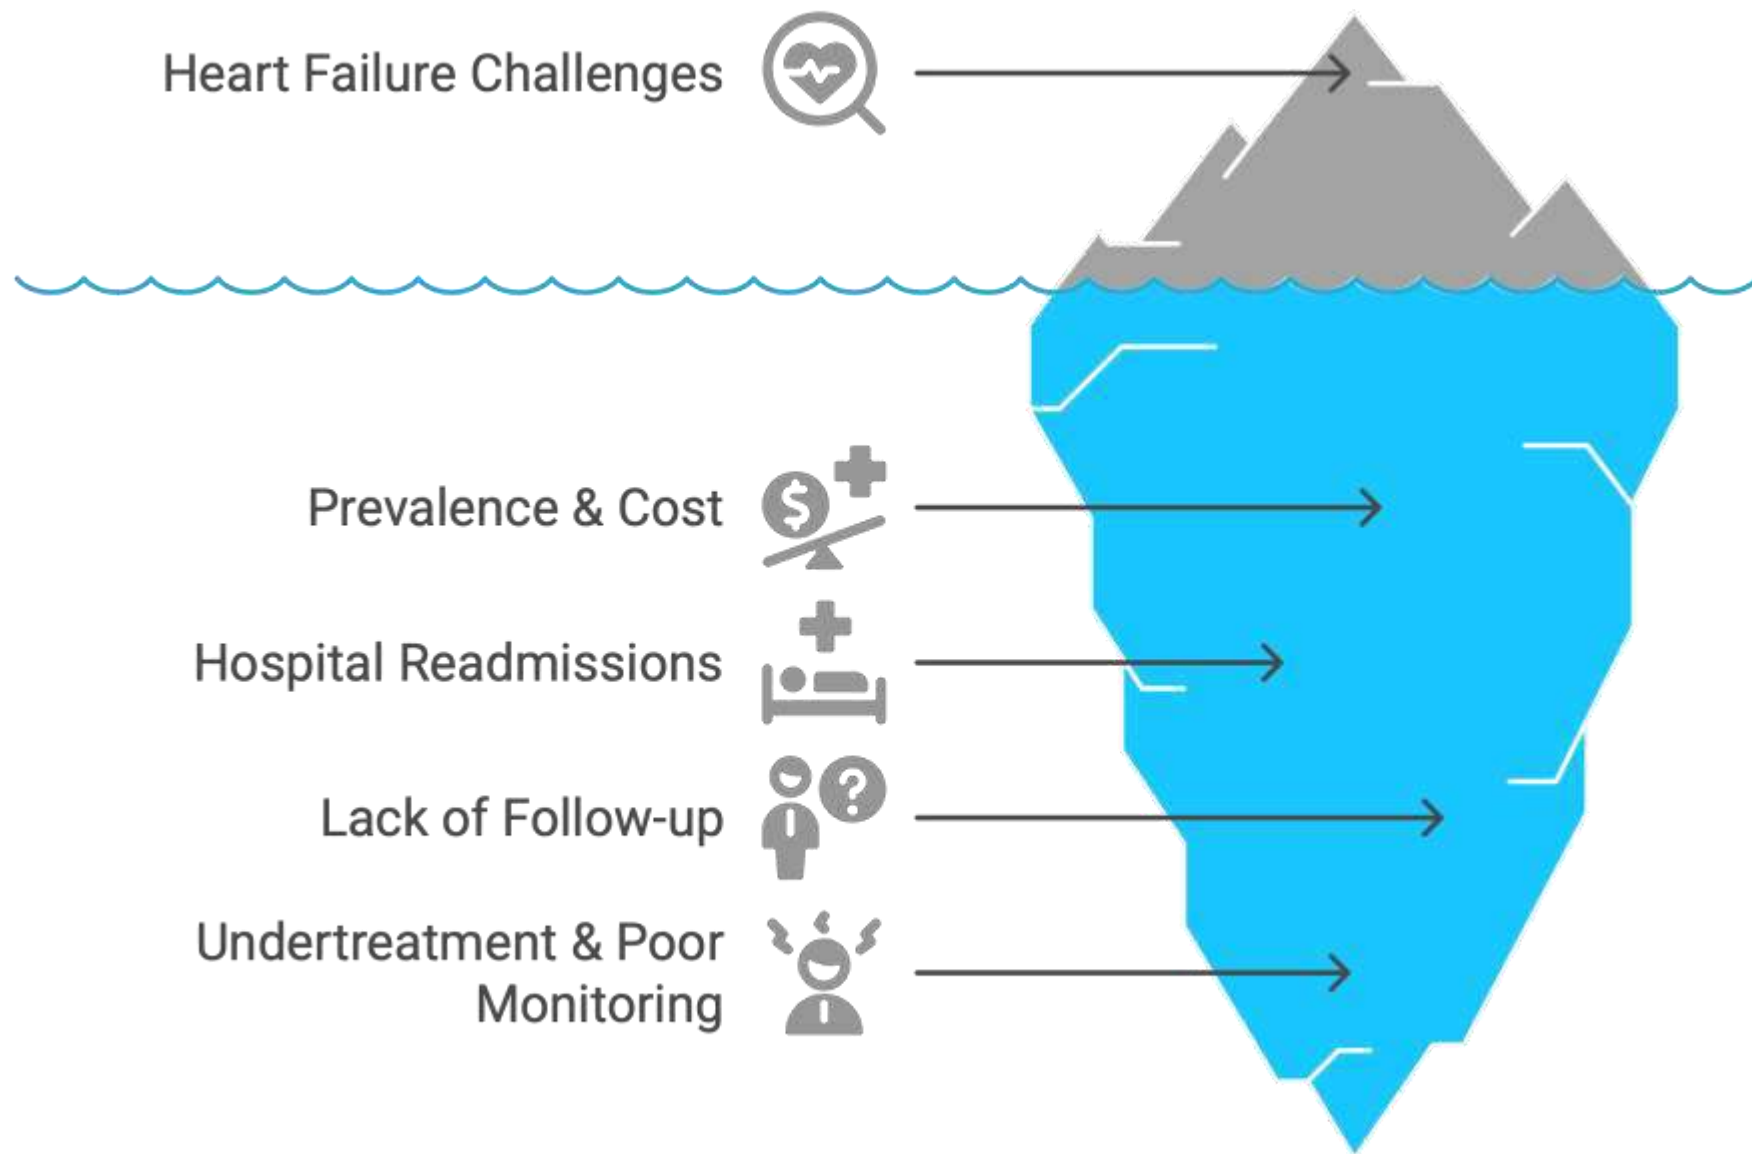 Heart Failure Challenges
Prevalence & Cost
$
Hospital Readmissions
Lack of Follow-up
?
Undertreatment & Poor
Monitoring